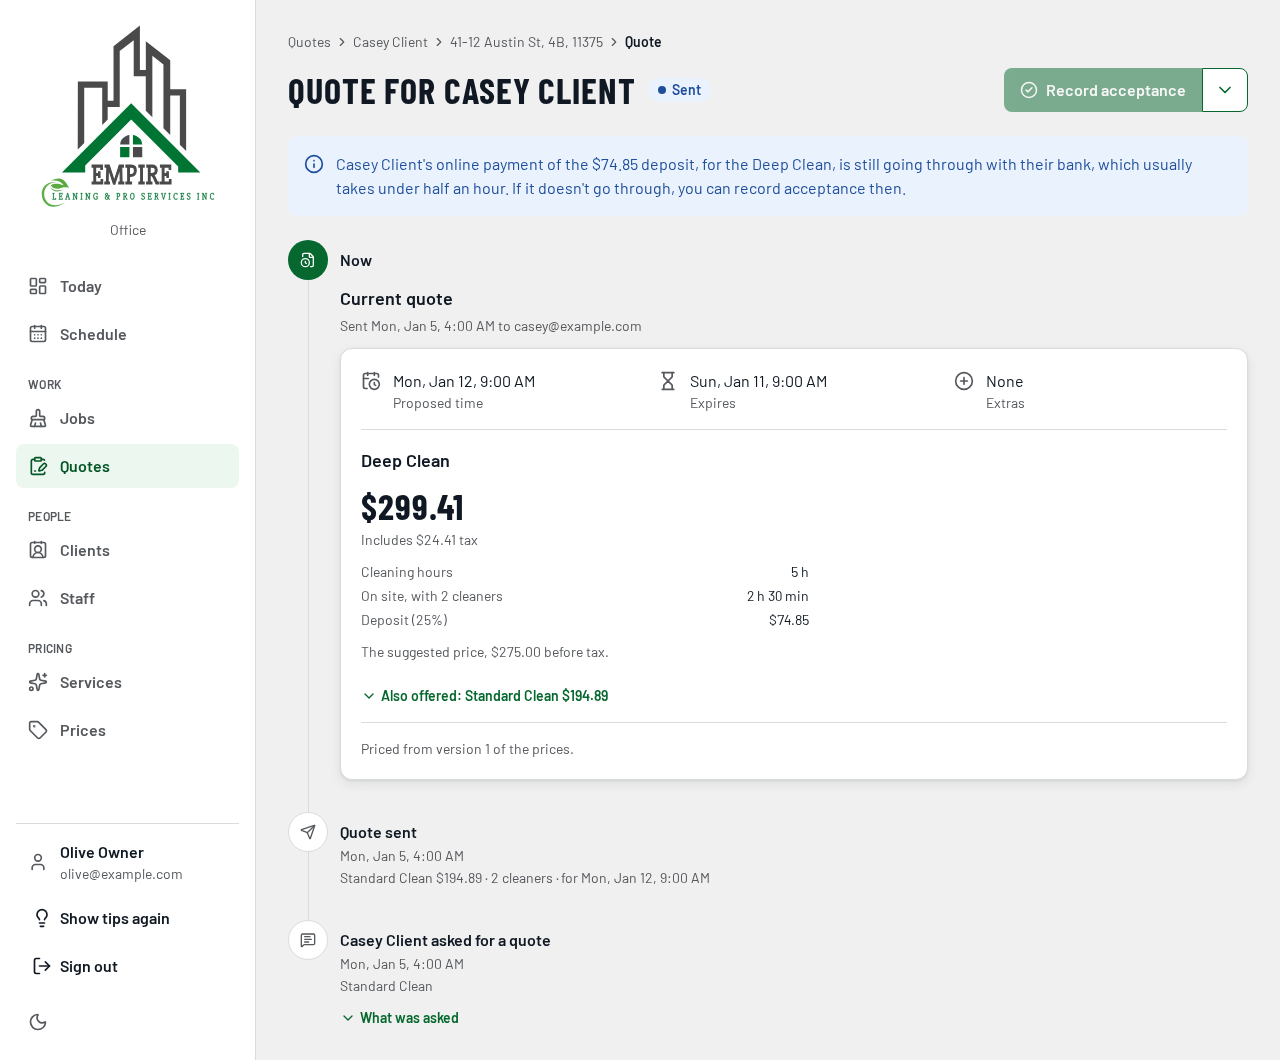 EMPIRE
LEANING & PRO SERVICES INC
Office
Today
Schedule
WORK
Jobs
Quotes
PEOPLE
Clients
Staff
PRICING
Services
Prices
Olive Owner
olive@example.com
Show tips again
Sign out
Quotes > Casey Client > 41-12 Austin St, 4B, 11375 > Quote
QUOTE FOR CASEY CLIENT
Sent
Record acceptance
Casey Client's online payment of the $74.85 deposit, for the Deep Clean, is still going through with their bank, which usually
takes under half an hour. If it doesn't go through, you can record acceptance then.
Now
Current quote
Sent Mon, Jan 5, 4:00 AM to casey@example.com
Mon, Jan 12, 9:00 AM
Proposed time
Sun, Jan 11, 9:00 AM
Expires
None
Extras
Deep Clean
$299.41
Includes $24.41 tax
Cleaning hours 5 h
On site, with 2 cleaners 2 h 30 min
Deposit (25%) $74.85
The suggested price, $275.00 before tax.
Also offered: Standard Clean $194.89
Priced from version 1 of the prices.
Quote sent
Mon, Jan 5, 4:00 AM
Standard Clean $194.89 · 2 cleaners · for Mon, Jan 12, 9:00 AM
Casey Client asked for a quote
Mon, Jan 5, 4:00 AM
Standard Clean
What was asked